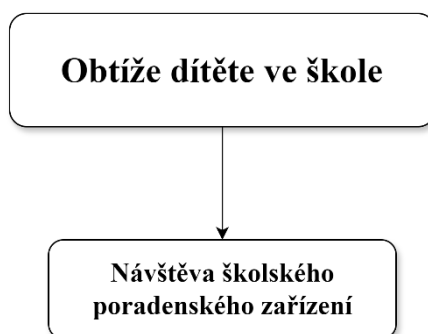 Obtíže dítěte ve škole
Návštěva školského
poradenského zařízení